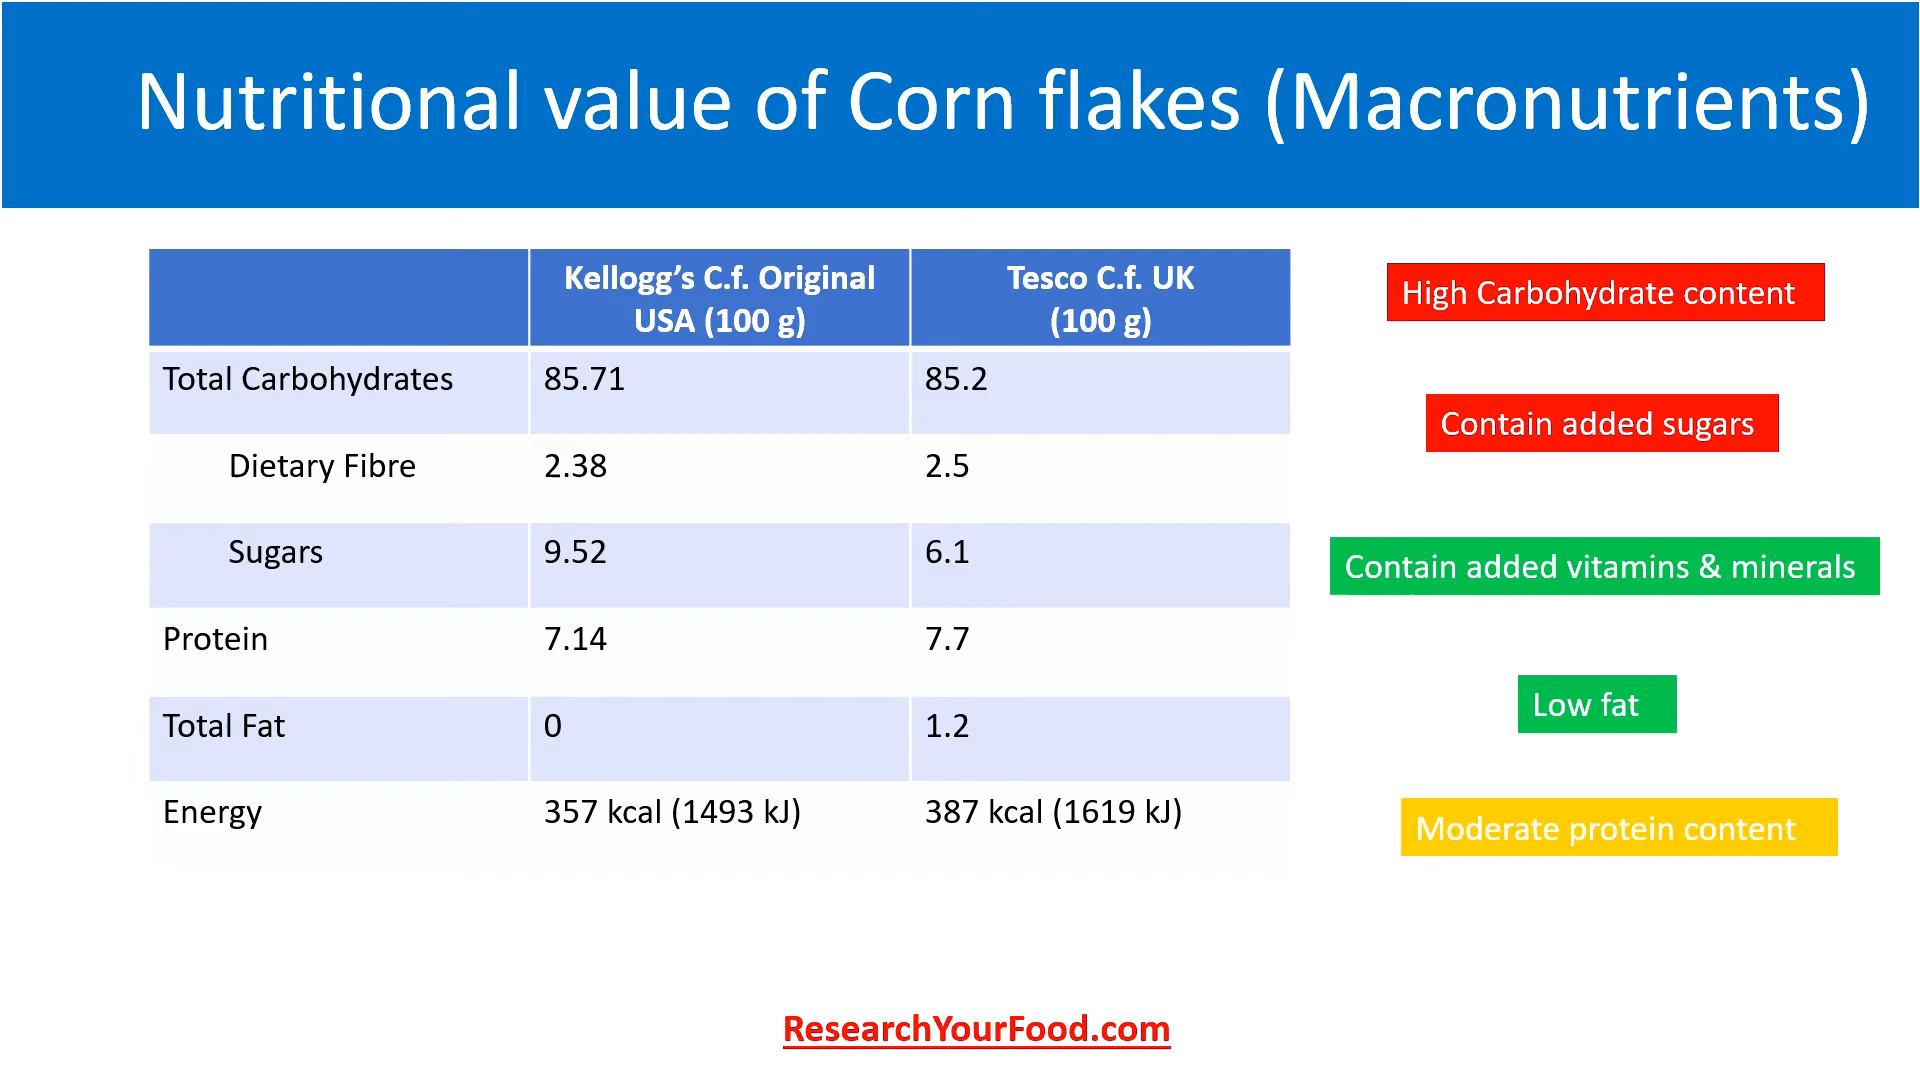 Nutritional value of Corn flakes (Macronutrients)
Kellogg's C.f. Original
USA (100 g)
Tesco C.f. UK
(100 g)
Total Carbohydrates 85.71 85.2
Dietary Fibre 2.38 2.5
Sugars 9.52 6.1
Protein 7.14 7.7
Total Fat 0 1.2
Energy 357 kcal (1493 kJ) 387 kcal (1619 kJ)
High Carbohydrate content
Contain added sugars
Contain added vitamins & minerals
Low fat
Moderate protein content
ResearchYourFood.com